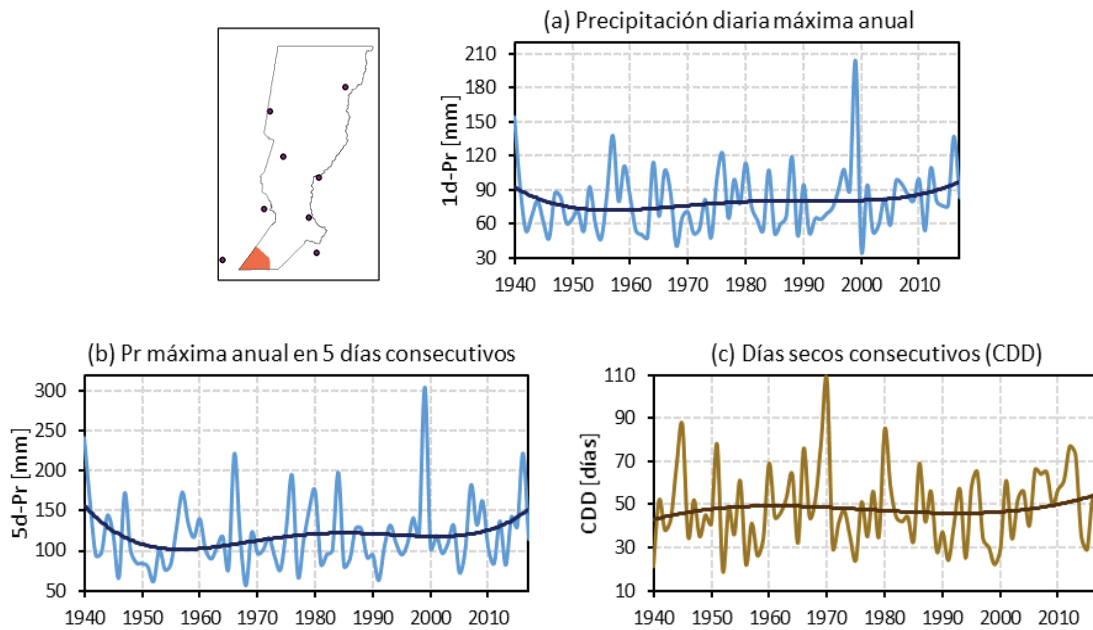 (a) Precipitación diaria máxima anual
1d-Pr [mm]
210
180
150
120
90
60
30
1940 1950 1960 1970 1980 1990 2000 2010
(b) Pr máxima anual en 5 días consecutivos
5d-Pr [mm]
300
250
200
150
100
50
1940 1950 1960 1970 1980 1990 2000 2010
(c) Días secos consecutivos (CDD)
CDD [días]
110
90
70
50
30
10
1940 1950 1960 1970 1980 1990 2000 2010